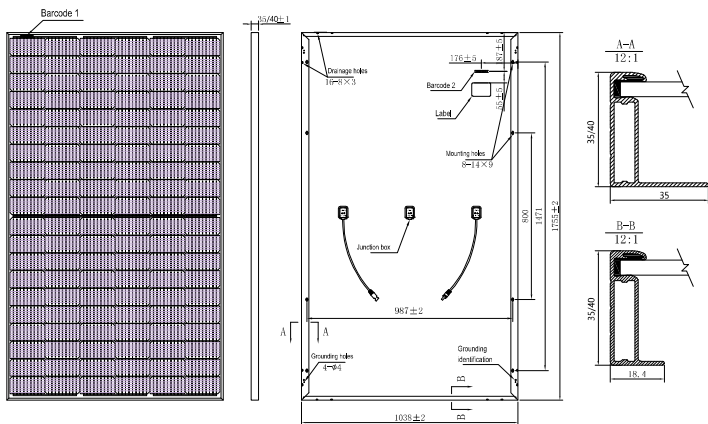 Barcode 1
35/40±1
Drainage holes
16-8×3
176±5
87±5
Barcode 2
55±5
Label
Mounting holes
8-14×9
800
1471
1755±2
Junction box
987±2
A
A
Grounding holes
4-φ4
Grounding
identification
B
B
1038±2
A-A
12:1
35/40
35
B-B
12:1
35/40
18.4